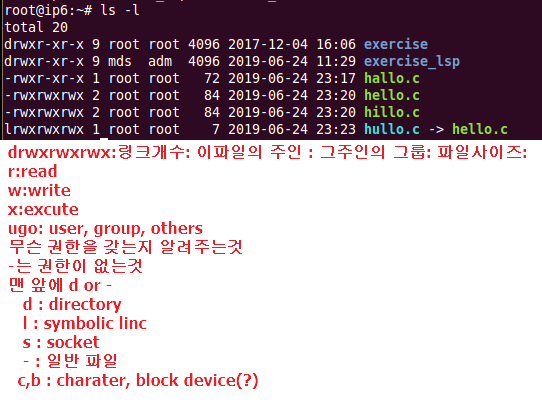 root@ip6:~# ls -l
total 20
drwxr-xr-x 9 root root 4096 2017-12-04 16:06 exercise
drwxr-xr-x 9 mds  adm  4096 2019-06-24 11:29 exercise_lsp
-rwxr-xr-x 1 root root   72 2019-06-24 23:17 hallo.c
-rwxrwxrwx 2 root root   84 2019-06-24 23:20 hello.c
-rwxrwxrwx 2 root root   84 2019-06-24 23:20 hillo.c
lrwxrwxrwx 1 root root    7 2019-06-24 23:23 hullo.c -> hello.c
drwxrwxrwx:링크개수: 이파일의 주인 : 그주인의 그룹: 파일사이즈:
r:read
w:write
x:excute
ugo: user, group, others
무슨 권한을 갖는지 알려주는것
-는 권한이 없는것
맨 앞에 d or -
d : directory
l : symbolic linc
s : socket
- : 일반 파일
c,b : charater, block device(?)